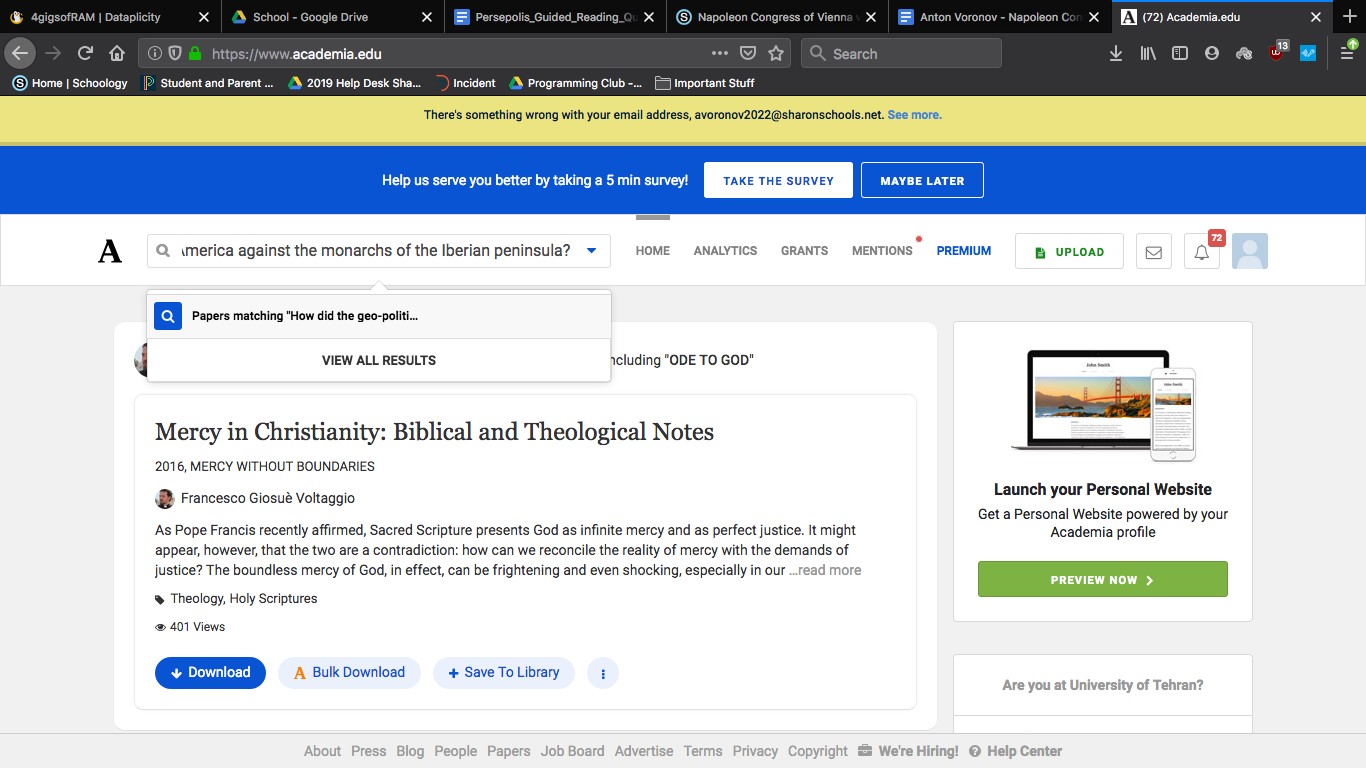 4gigsofRAM | Dataplicity
School - Google Drive
Persepolis_Guided_Reading_Qu
Napoleon Congress of Vienna
Anton Voronov - Napoleon Con
A (72) Academia.edu
https://www.academia.edu
Search
13
Home | Schoology
Student and Parent ...
2019 Help Desk Sha...
Incident
Programming Club -...
Important Stuff
There's something wrong with your email address, avoronov2022@sharonschools.net. See more.
Help us serve you better by taking a 5 min survey!
TAKE THE SURVEY
MAYBE LATER
A
America against the monarchs of the Iberian peninsula?
HOME
ANALYTICS
GRANTS
MENTIONS
PREMIUM
UPLOAD
72
Papers matching "How did the geo-politi...
VIEW ALL RESULTS
including "ODE TO GOD"
Mercy in Christianity: Biblical and Theological Notes
2016, MERCY WITHOUT BOUNDARIES
Francesco Giosuè Voltaggio
As Pope Francis recently affirmed, Sacred Scripture presents God as infinite mercy and as perfect justice. It might
appear, however, that the two are a contradiction: how can we reconcile the reality of mercy with the demands of
justice? The boundless mercy of God, in effect, can be frightening and even shocking, especially in our ...read more
Theology, Holy Scriptures
401 Views
Download
A Bulk Download
+ Save To Library
John Smith
John Smith
Launch your Personal Website
Get a Personal Website powered by your
Academia profile
PREVIEW NOW
Are you at University of Tehran?
About Press Blog People Papers Job Board Advertise Terms Privacy Copyright We're Hiring! Help Center